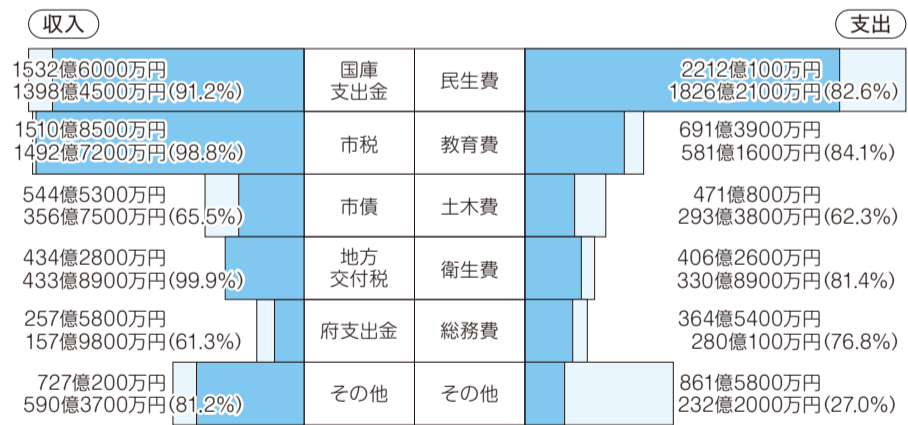 収入
支出
1532億6000万円
1398億4500万円(91.2%)
国庫
支出金
民生費
2212億100万円
1826億2100万円(82.6%)
1510億8500万円
1492億7200万円(98.8%)
市税
教育費
691億3900万円
581億1600万円(84.1%)
544億5300万円
356億7500万円(65.5%)
市債
土木費
471億800万円
293億3800万円(62.3%)
434億2800万円
433億8900万円(99.9%)
地方
交付税
衛生費
406億2600万円
330億8900万円(81.4%)
257億5800万円
157億9800万円(61.3%)
府支出金
総務費
364億5400万円
280億100万円(76.8%)
727億200万円
590億3700万円(81.2%)
その他
その他
861億5800万円
232億2000万円(27.0%)